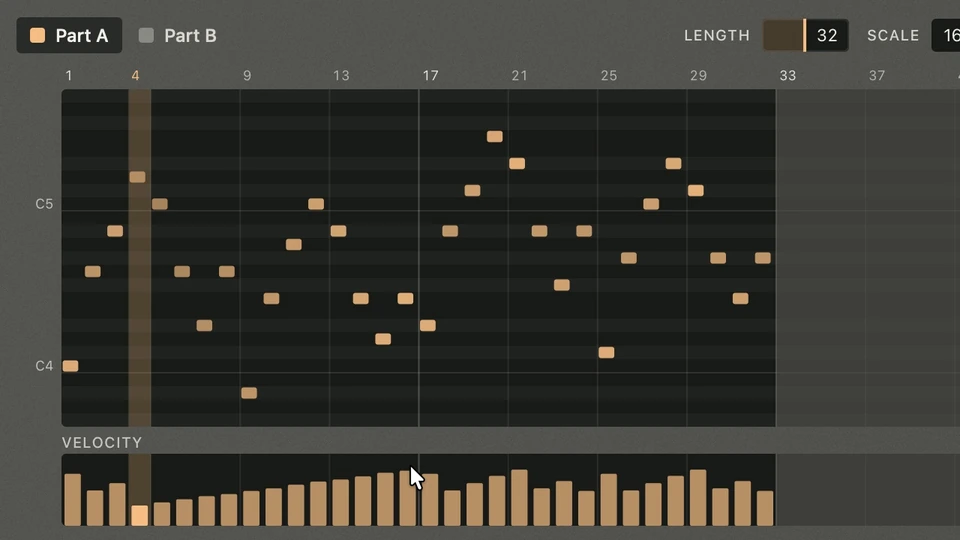 Part A Part B LENGTH 32 SCALE 16
1 4 9 13 17 21 25 29 33 37
C5
C4
VELOCITY